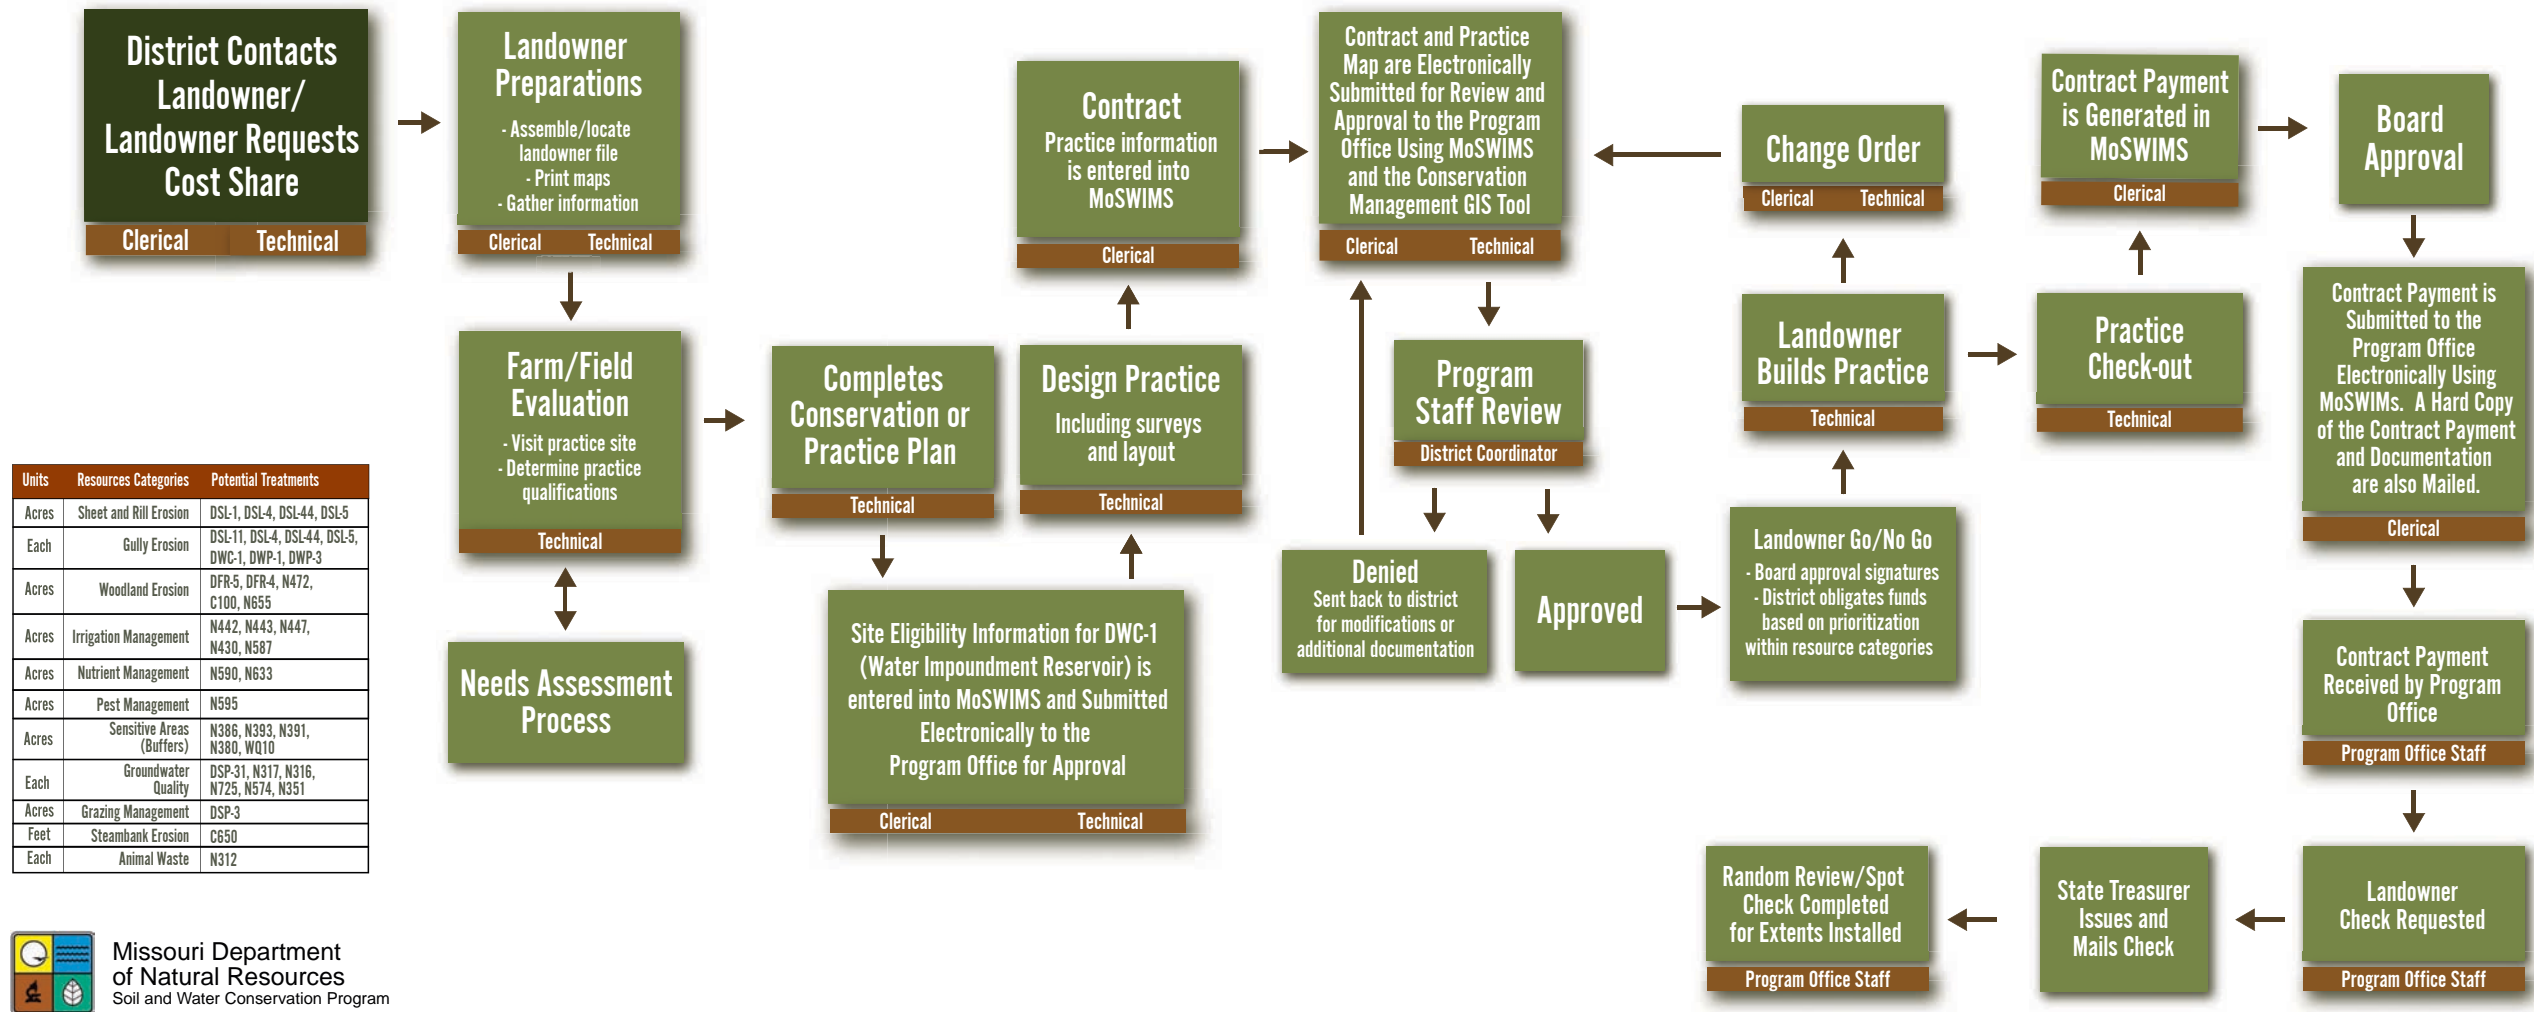 District Contacts
Landowner/
Landowner Requests
Cost Share
Clerical Technical
Landowner
Preparations
- Assemble/locate
landowner file
- Print maps
- Gather information
Clerical Technical
Farm/Field
Evaluation
- Visit practice site
- Determine practice
qualifications
Technical
Needs Assessment
Process
Completes
Conservation or
Practice Plan
Technical
Site Eligibility Information for DWC-1
(Water Impoundment Reservoir) is
entered into MoSWIMS and Submitted
Electronically to the
Program Office for Approval
Clerical Technical
Design Practice
Including surveys
and layout
Technical
Contract
Practice information
is entered into
MoSWIMS
Clerical
Contract and Practice
Map are Electronically
Submitted for Review and
Approval to the Program
Office Using MoSWIMS
and the Conservation
Management GIS Tool
Clerical Technical
Program
Staff Review
District Coordinator
Denied
Sent back to district
for modifications or
additional documentation
Approved
Landowner Go/No Go
- Board approval signatures
- District obligates funds
based on prioritization
within resource categories
Landowner
Builds Practice
Technical
Change Order
Clerical Technical
Practice
Check-out
Technical
Contract Payment
is Generated in
MoSWIMS
Clerical
Board
Approval
Contract Payment is
Submitted to the
Program Office
Electronically Using
MoSWIMs. A Hard Copy
of the Contract Payment
and Documentation
are also Mailed.
Clerical
Contract Payment
Received by Program
Office
Program Office Staff
Landowner
Check Requested
Program Office Staff
State Treasurer
Issues and
Mails Check
Random Review/Spot
Check Completed
for Extents Installed
Program Office Staff
Units Resources Categories Potential Treatments
Acres Sheet and Rill Erosion DSL-1, DSL-4, DSL-44, DSL-5
Each Gully Erosion DSL-11, DSL-4, DSL-44, DSL-5,
DWC-1, DWP-1, DWP-3
Acres Woodland Erosion DFR-5, DFR-4, N472,
C100, N655
Acres Irrigation Management N442, N443, N447,
N430, N587
Acres Nutrient Management N590, N633
Acres Pest Management N595
Acres Sensitive Areas N386, N393, N391,
(Buffers) N380, WQ10
Each Groundwater DSP-31, N317, N316,
Quality N725, N574, N351
Acres Grazing Management DSP-3
Feet Steambank Erosion C650
Each Animal Waste N312
Missouri Department
of Natural Resources
Soil and Water Conservation Program